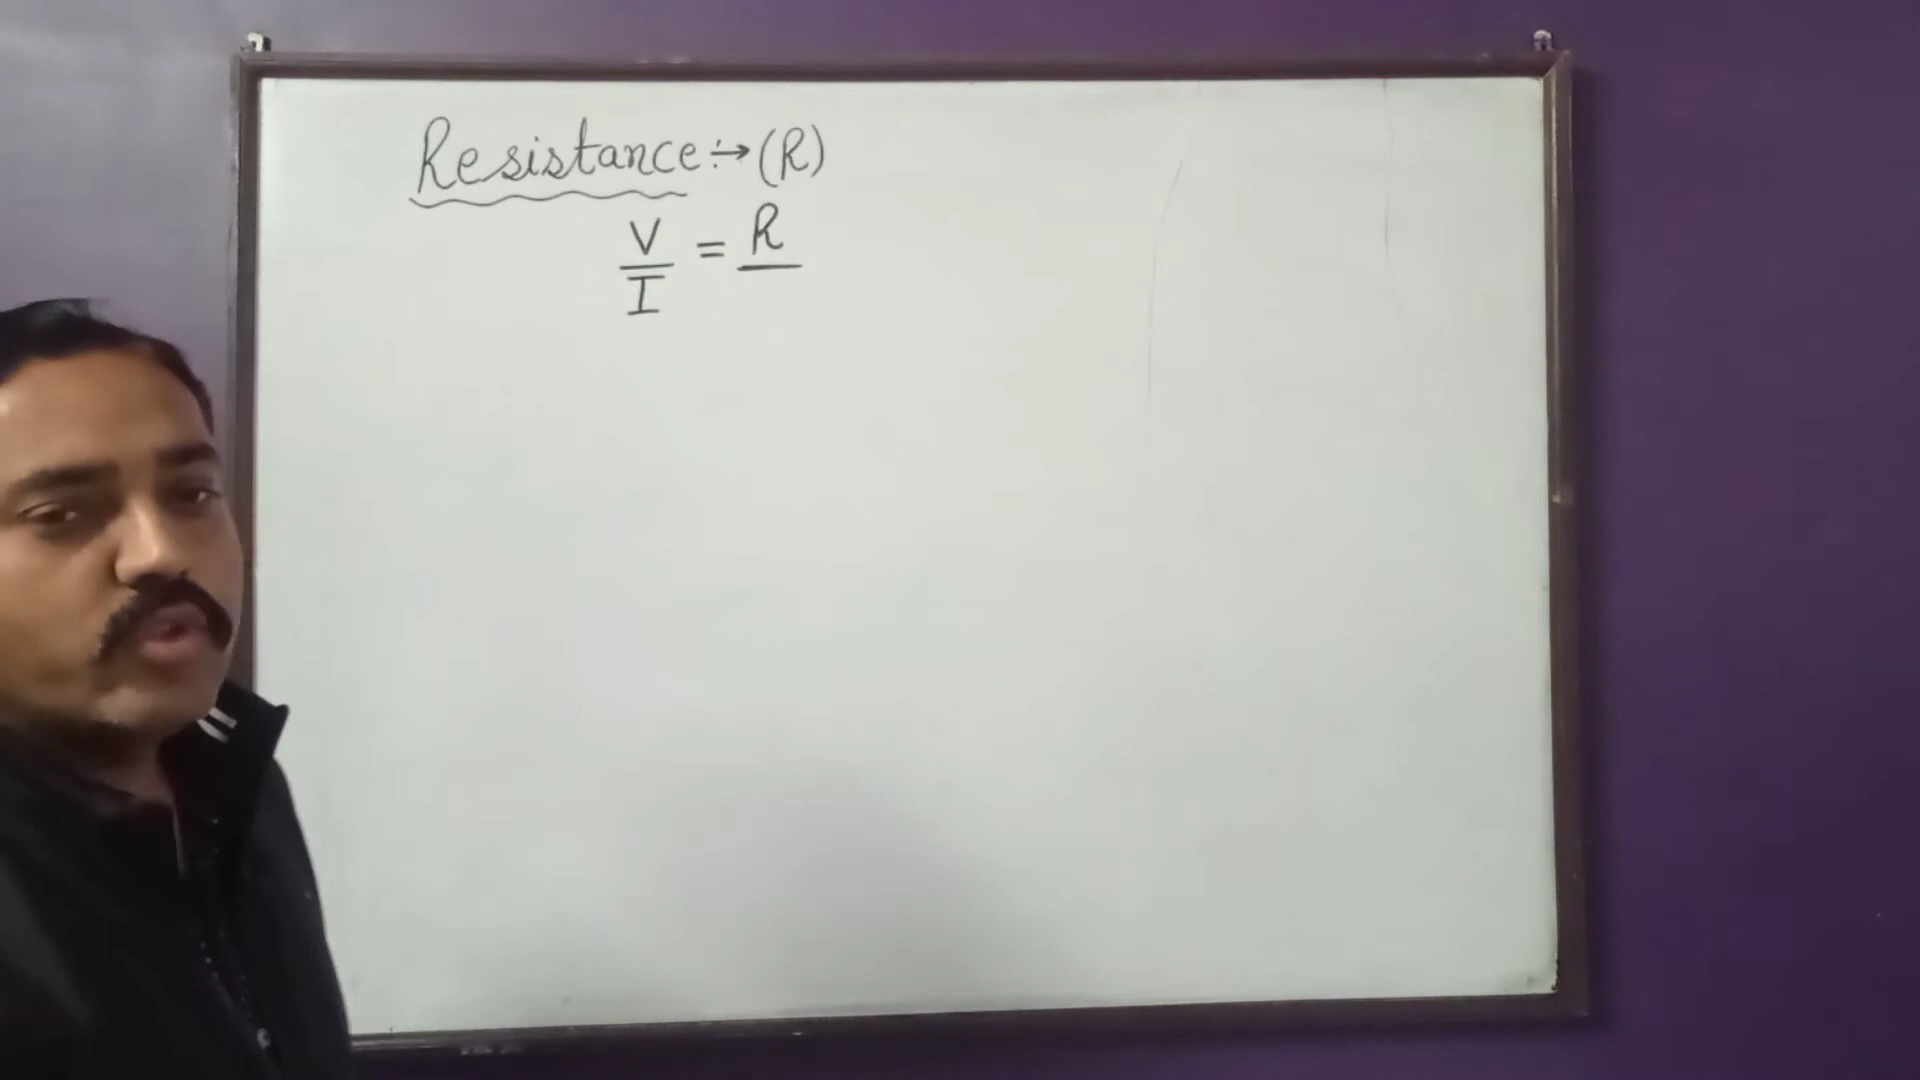 Resistance:→(R)
V/I = R